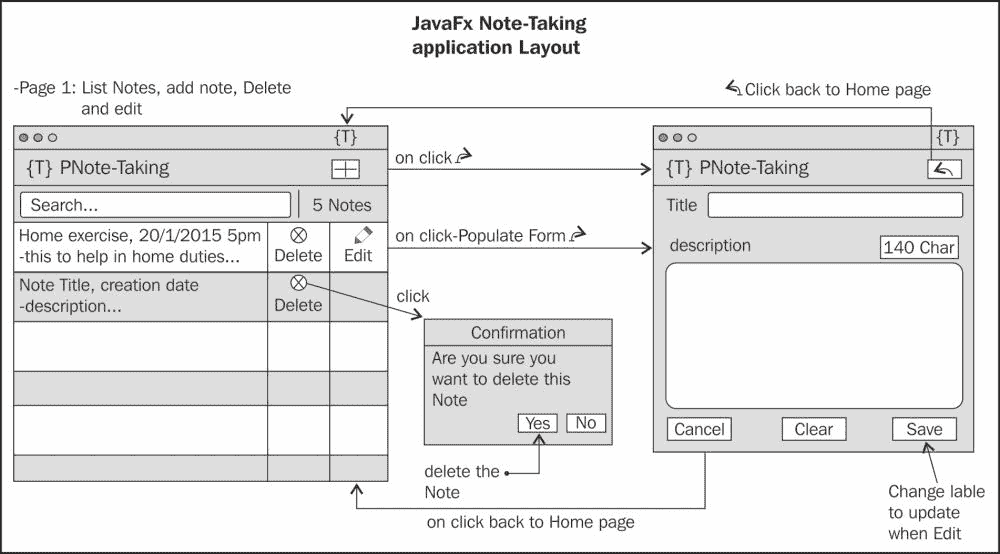 JavaFx Note-Taking
application Layout
-Page 1: List Notes, add note, Delete
and edit
Click back to Home page
{T}
{T} PNote-Taking
Search...
5 Notes
Home exercise, 20/1/2015 5pm
-this to help in home duties...
Delete
Edit
Note Title, creation date
-description...
Delete
on click
on click-Populate Form
click
Confirmation
Are you sure you
want to delete this
Note
Yes
No
delete the
Note
on click back to Home page
{T}
{T} PNote-Taking
Title
description
140 Char
Cancel
Clear
Save
Change lable
to update
when Edit